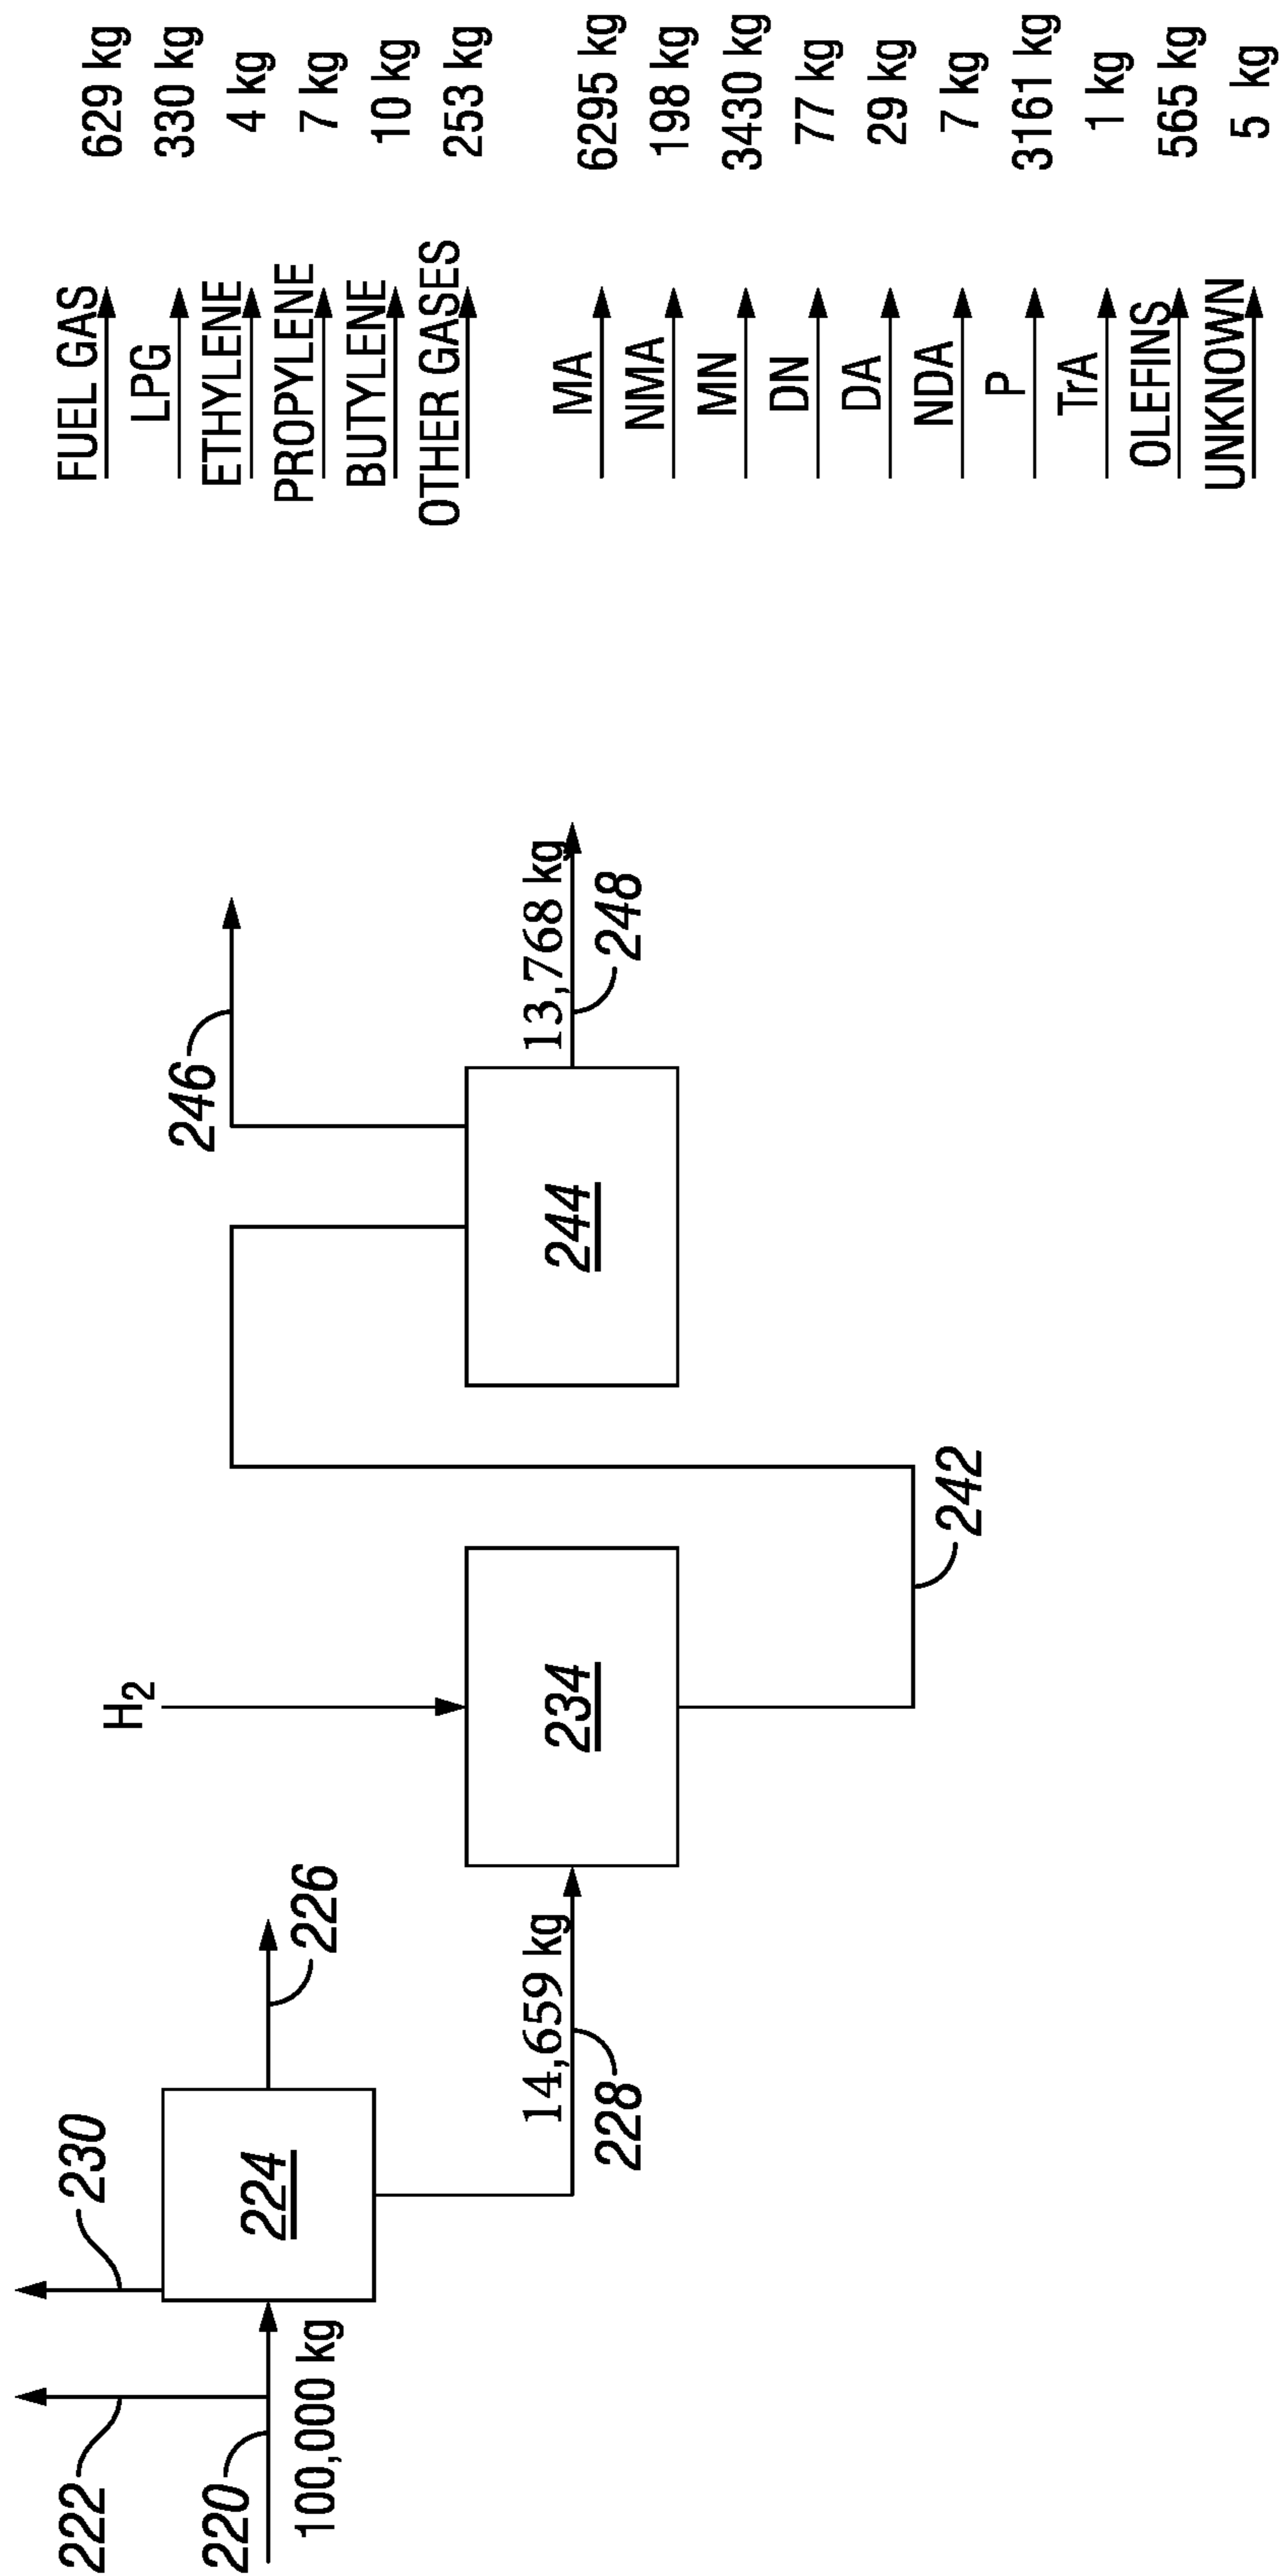 222
230
220
100,000 kg
224
226
14,659 kg
228
H2
234
242
246
244
13,768 kg
248
FUEL GAS 629 kg
LPG 330 kg
ETHYLENE 4 kg
PROPYLENE 7 kg
BUTYLENE 10 kg
OTHER GASES 253 kg
MA 6295 kg
NMA 198 kg
MN 3430 kg
DN 77 kg
DA 29 kg
NDA 7 kg
P 3161 kg
TrA 1 kg
OLEFINS 565 kg
UNKNOWN 5 kg